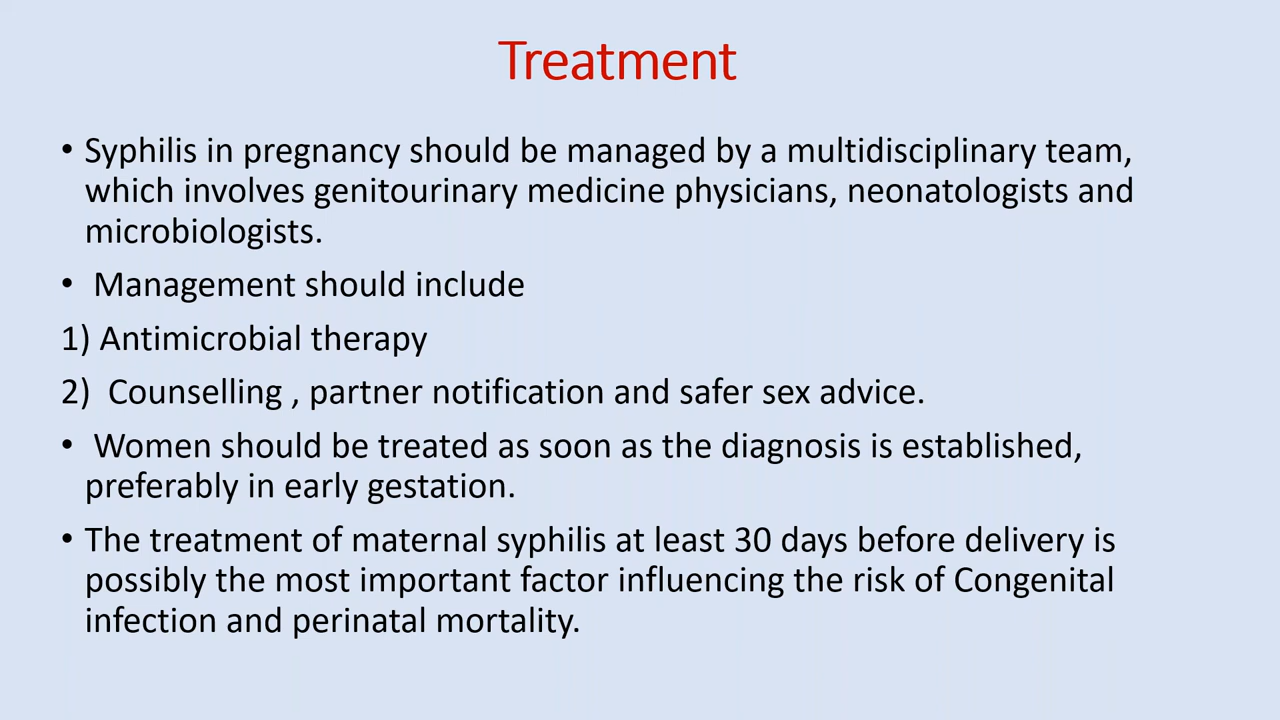 Treatment
• Syphilis in pregnancy should be managed by a multidisciplinary team,
which involves genitourinary medicine physicians, neonatologists and
microbiologists.
• Management should include
1) Antimicrobial therapy
2) Counselling , partner notification and safer sex advice.
• Women should be treated as soon as the diagnosis is established,
preferably in early gestation.
• The treatment of maternal syphilis at least 30 days before delivery is
possibly the most important factor influencing the risk of Congenital
infection and perinatal mortality.